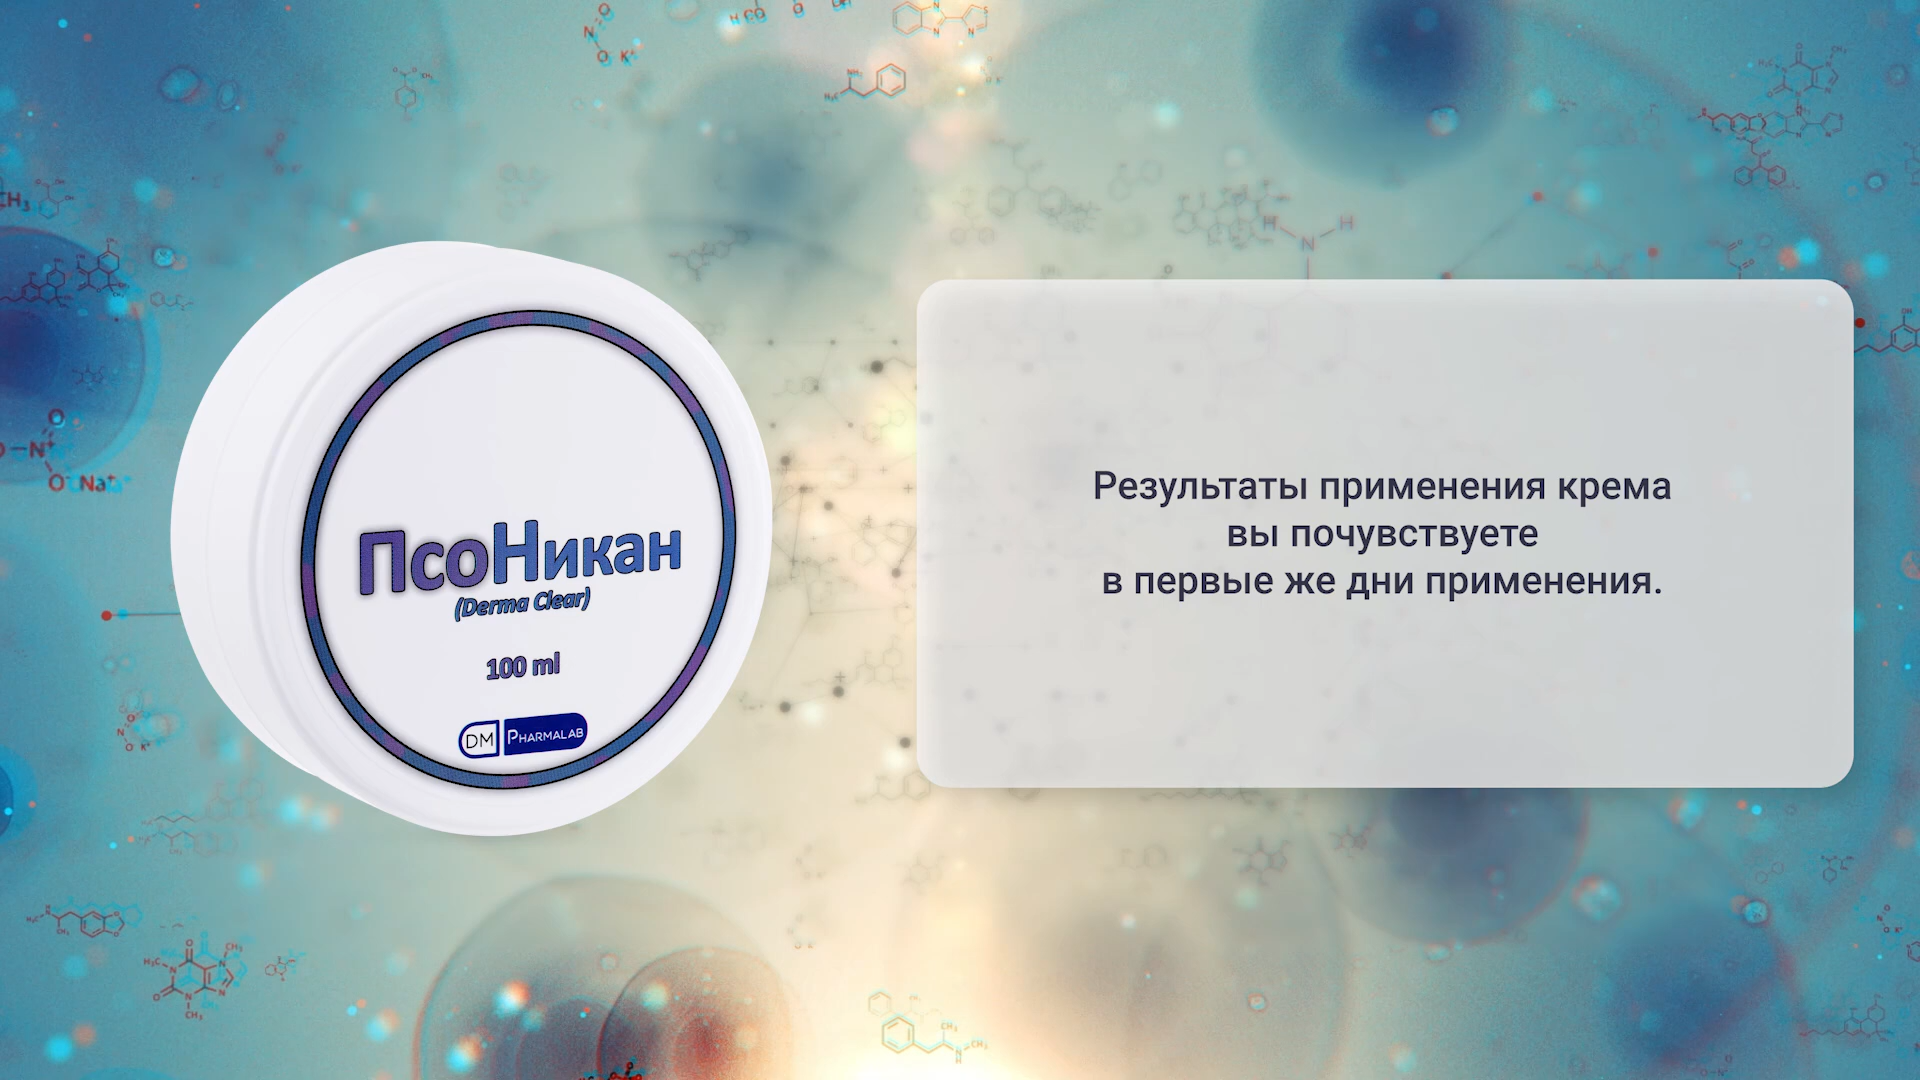 ПсоНикан
(Derma Clear)
100 ml
DM PHARMALAB
Результаты применения крема
вы почувствуете
в первые же дни применения.